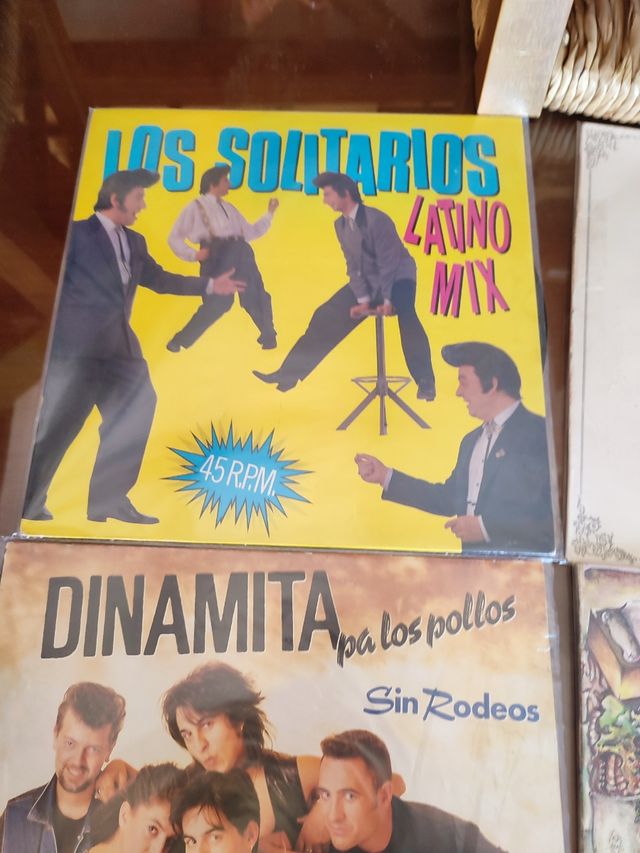 LOS SOLITARIOS
LATINO
MIX
45 R.P.M.
DINAMITA
pa los pollos
Sin Rodeos